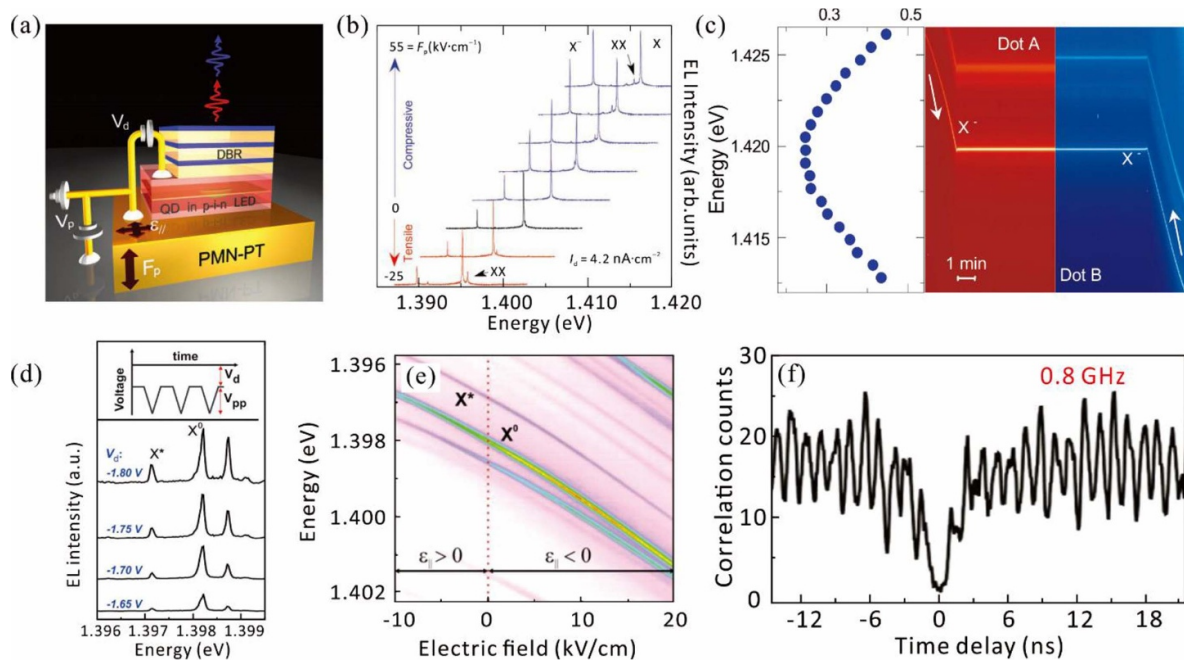 (a)
V_d
DBR
QD in p-i-n LED
V_p
ε_//
F_p
PMN-PT
(b)
55 = F_p(kV·cm⁻¹)
X⁻
XX
X
Compressive
0
Tensile
-25
XX
I_d = 4.2 nA·cm⁻²
EL Intensity (arb.units)
1.390
1.400
1.410
1.420
Energy (eV)
(c)
0.3
0.5
1.425
1.420
1.415
Energy (eV)
Dot A
X⁻
X⁻
1 min
Dot B
(d)
time
Voltage
V_d
V_pp
X⁰
V_d:
X*
-1.80 V
-1.75 V
-1.70 V
-1.65 V
EL intensity (a.u.)
1.396
1.397
1.398
1.399
Energy (eV)
(e)
1.396
1.398
1.400
1.402
Energy (eV)
X*
X⁰
ε_|| > 0
ε_|| < 0
-10
0
10
20
Electric field (kV/cm)
(f)
0.8 GHz
30
25
20
15
10
5
0
Correlation counts
-12
-6
0
6
12
18
Time delay (ns)